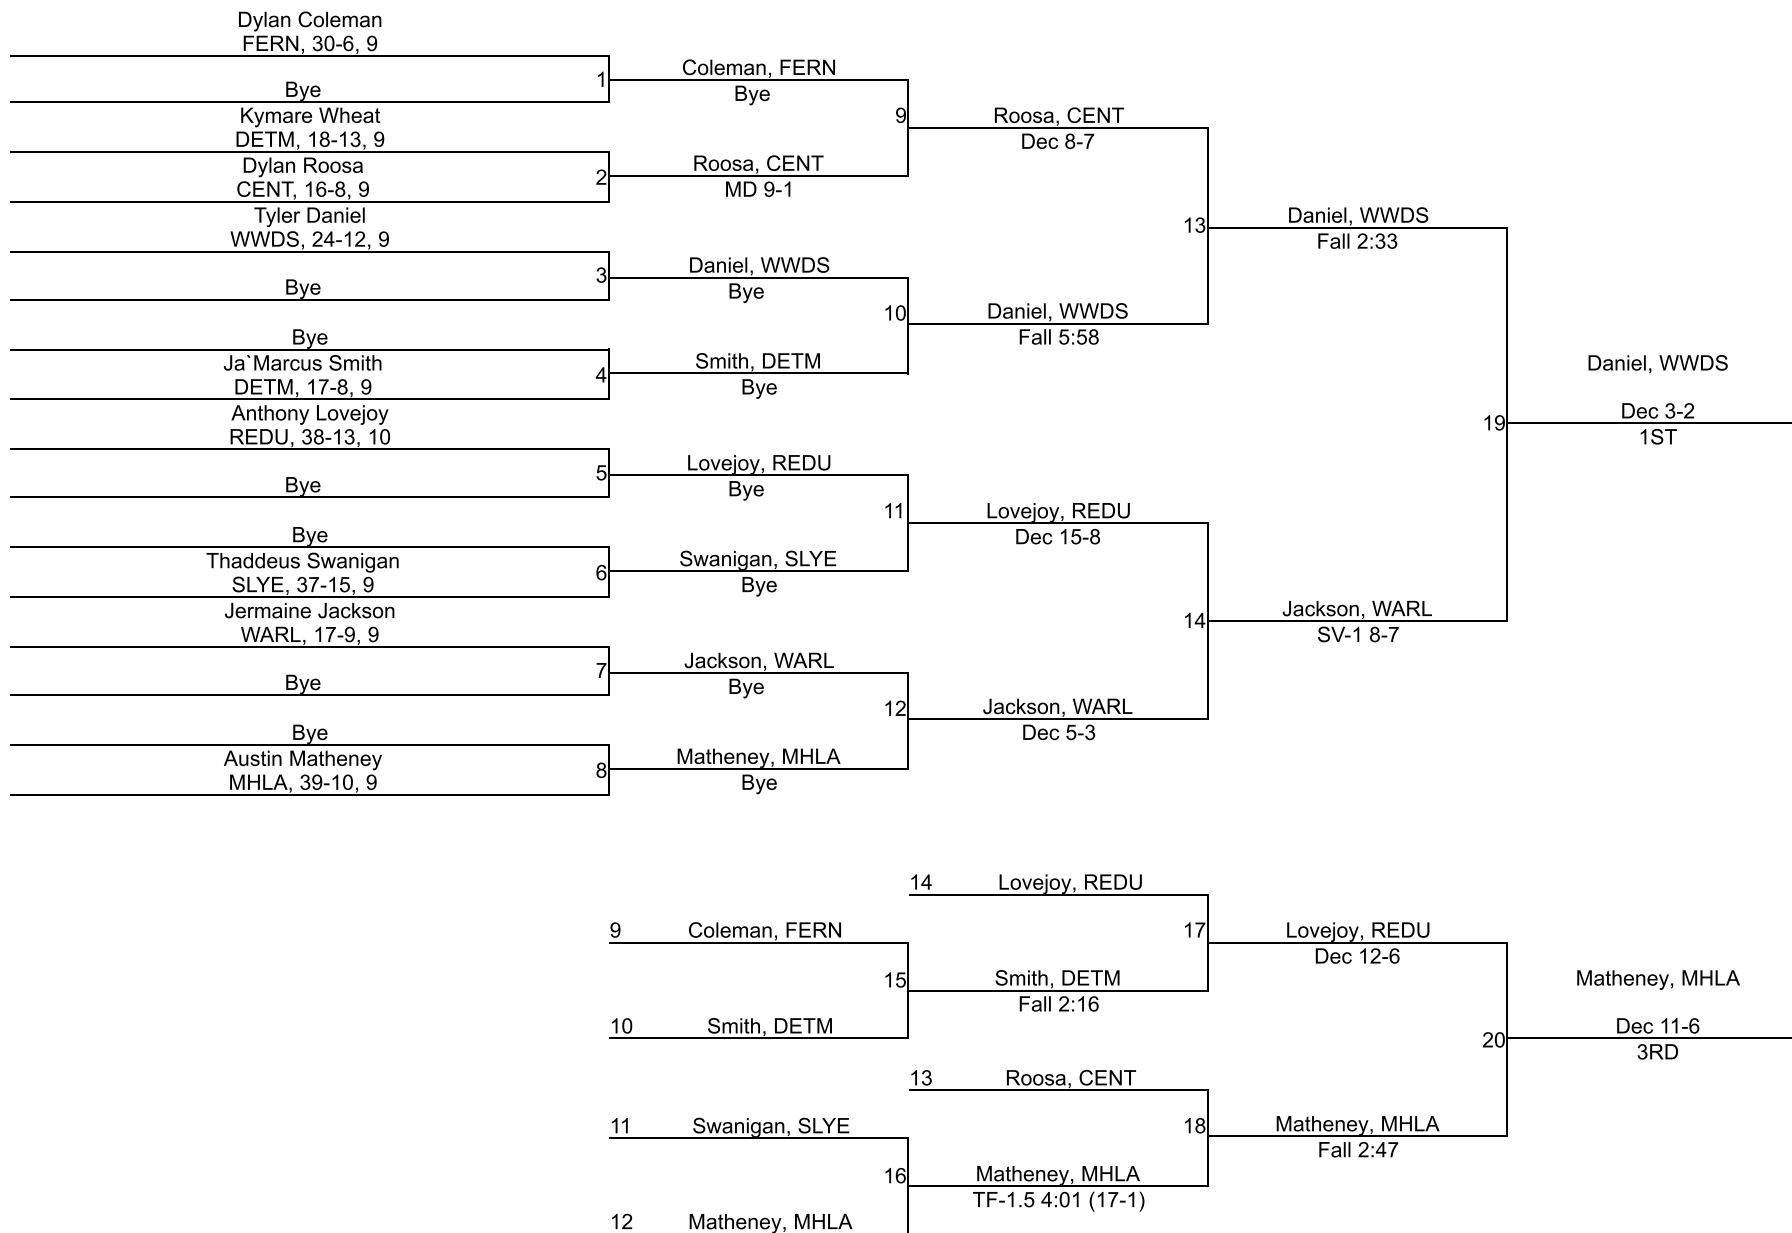 Dylan Coleman
FERN, 30-6, 9
Bye
1
Kymare Wheat
DETM, 18-13, 9
Dylan Roosa
CENT, 16-8, 9
2
Tyler Daniel
WWDS, 24-12, 9
Bye
3
Bye
Ja`Marcus Smith
DETM, 17-8, 9
4
Anthony Lovejoy
REDU, 38-13, 10
Bye
5
Bye
Thaddeus Swanigan
SLYE, 37-15, 9
6
Jermaine Jackson
WARL, 17-9, 9
Bye
7
Bye
Austin Matheney
MHLA, 39-10, 9
8
Coleman, FERN
Bye
9
Roosa, CENT
MD 9-1
Daniel, WWDS
Bye
10
Smith, DETM
Bye
Lovejoy, REDU
Bye
11
Swanigan, SLYE
Bye
Jackson, WARL
Bye
12
Matheney, MHLA
Bye
Roosa, CENT
Dec 8-7
13
Daniel, WWDS
Fall 5:58
Lovejoy, REDU
Dec 15-8
14
Jackson, WARL
Dec 5-3
Daniel, WWDS
Fall 2:33
19
Jackson, WARL
SV-1 8-7
Daniel, WWDS
Dec 3-2
1ST
14 Lovejoy, REDU
9 Coleman, FERN
15
10 Smith, DETM
Smith, DETM
Fall 2:16
17
13 Roosa, CENT
11 Swanigan, SLYE
16
12 Matheney, MHLA
Matheney, MHLA
TF-1.5 4:01 (17-1)
18
Lovejoy, REDU
Dec 12-6
20
Matheney, MHLA
Fall 2:47
Matheney, MHLA
Dec 11-6
3RD